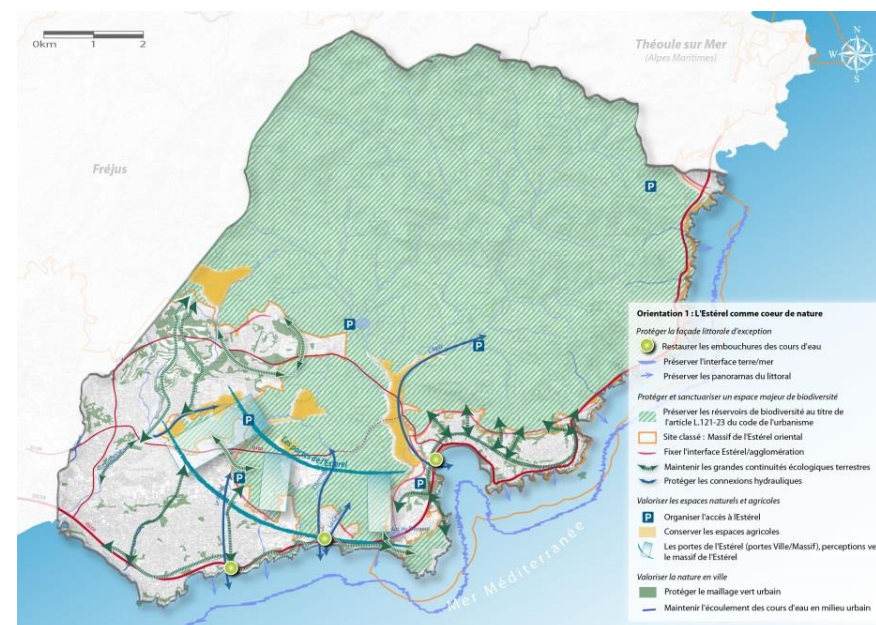 0km 1 2
Théoule sur Mer
(Alpes Maritimes)
N
W
S
Fréjus
P
P
P
P
P
Les portes de l'Estérel
Mer Méditerranée
Orientation 1 : L'Estérel comme coeur de nature
Protéger la façade littorale d'exception
Restaurer les embouchures des cours d'eau
Préserver l'interface terre/mer
Préserver les panoramas du littoral
Protéger et sanctuariser un espace majeur de biodiversité
Préserver les réservoirs de biodiversité au titre de
l'article L.121-23 du code de l'urbanisme
Site classé : Massif de l'Estérel oriental
Fixer l'interface Estérel/agglomération
Maintenir les grandes continuités écologiques terrestres
Protéger les connexions hydrauliques
Valoriser les espaces naturels et agricoles
P Organiser l'accès à lEstérel
Conserver les espaces agricoles
Les portes de l'Estérel (portes Ville/Massif), perceptions ve
le massif de l'Estérel
Valoriser la nature en ville
Protéger le maillage vert urbain
Maintenir l'écoulement des cours d'eau en milieu urbain